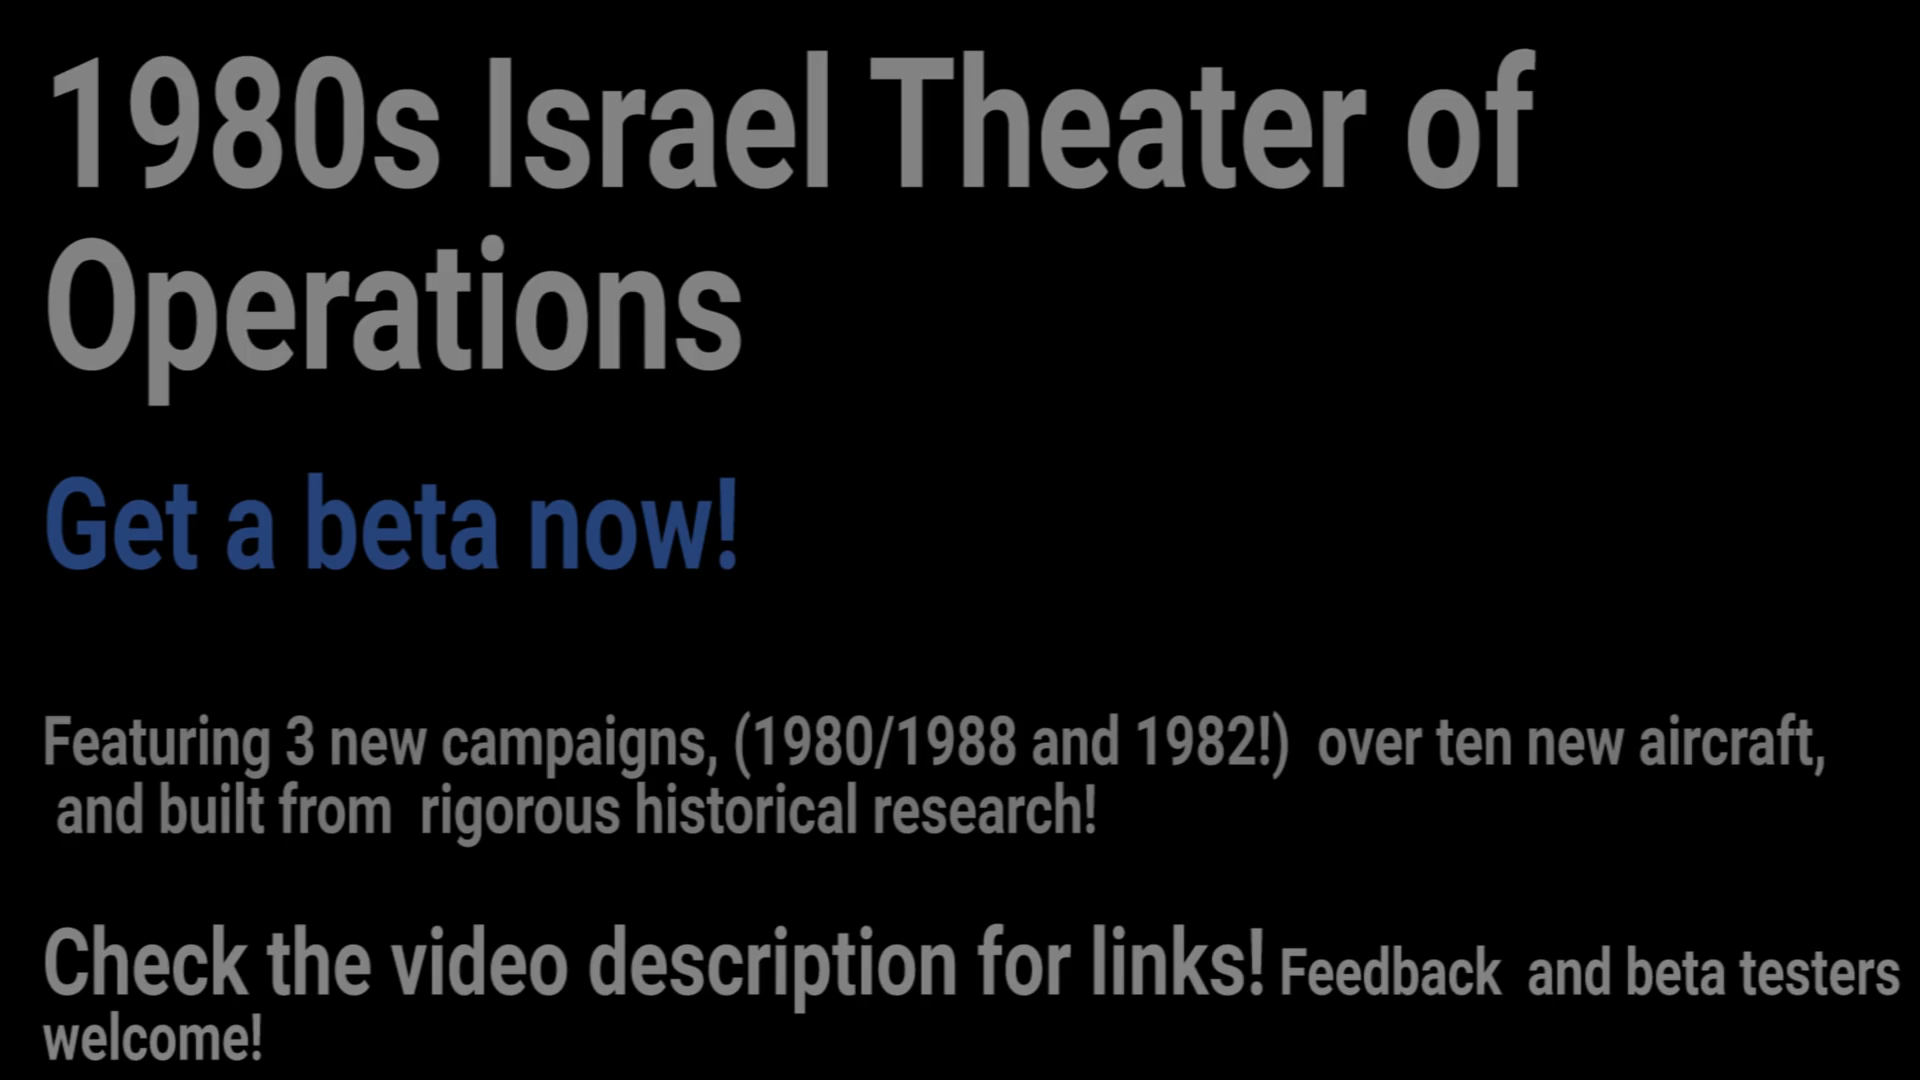 1980s Israel Theater of
Operations
Get a beta now!
Featuring 3 new campaigns, (1980/1988 and 1982!) over ten new aircraft,
and built from rigorous historical research!
Check the video description for links! Feedback and beta testers
welcome!